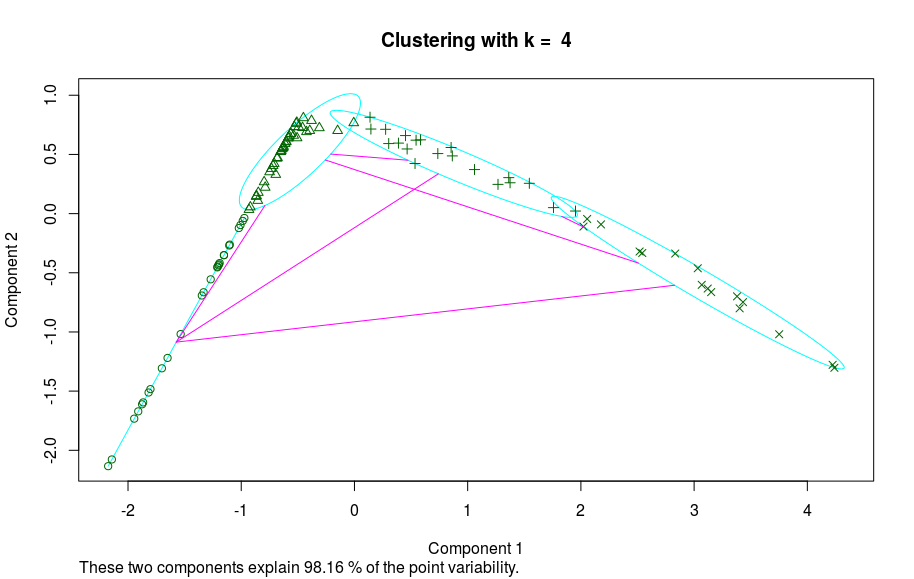 Clustering with k =  4
1.0
0.5
0.0
-0.5
-1.0
-1.5
-2.0
Component 2
-2 -1 0 1 2 3 4
Component 1
These two components explain 98.16 % of the point variability.